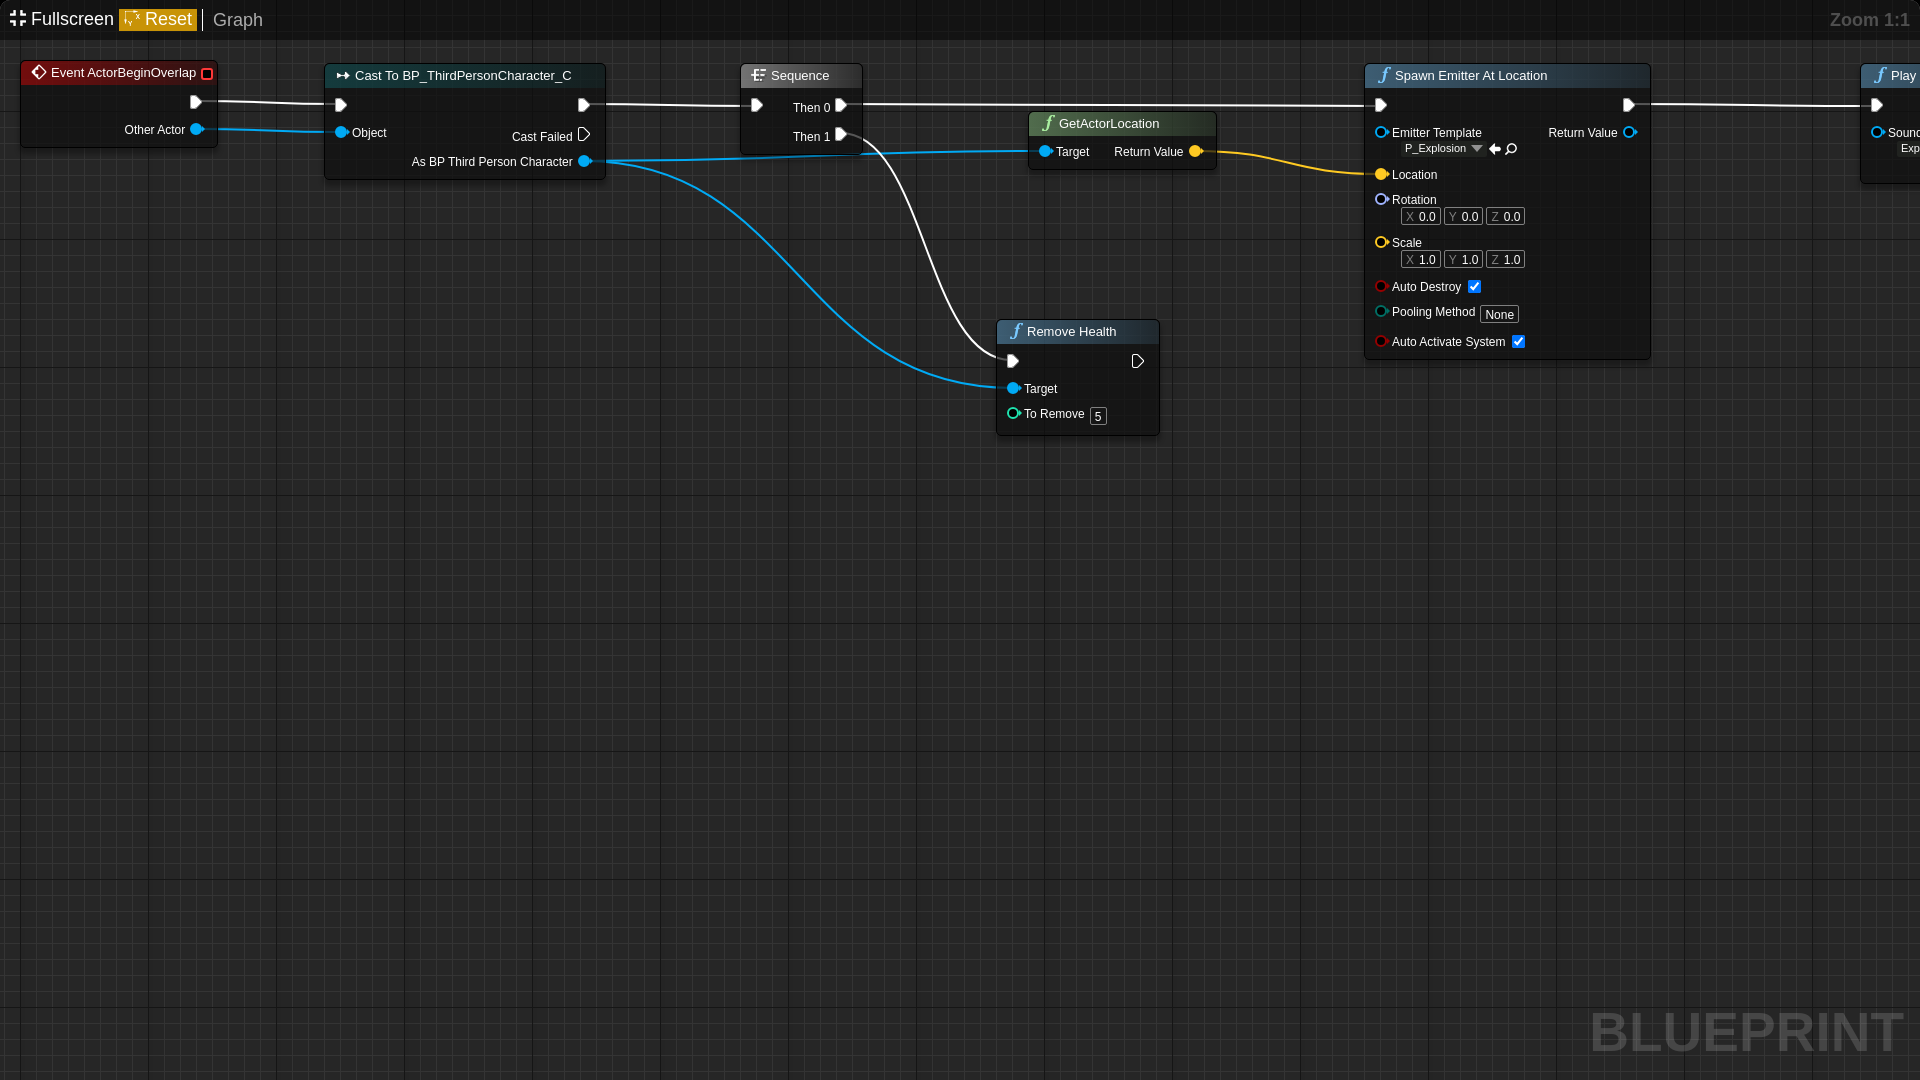 Fullscreen Reset Graph
Zoom 1:1
Event ActorBeginOverlap
Other Actor
Cast To BP_ThirdPersonCharacter_C
Object
Cast Failed
As BP Third Person Character
Sequence
Then 0
Then 1
GetActorLocation
Target Return Value
Remove Health
Target
To Remove 5
Spawn Emitter At Location
Emitter Template Return Value
P_Explosion
Location
Rotation
X 0.0 Y 0.0 Z 0.0
Scale
X 1.0 Y 1.0 Z 1.0
Auto Destroy
Pooling Method None
Auto Activate System
Play
Sound
Exp
BLUEPRINT